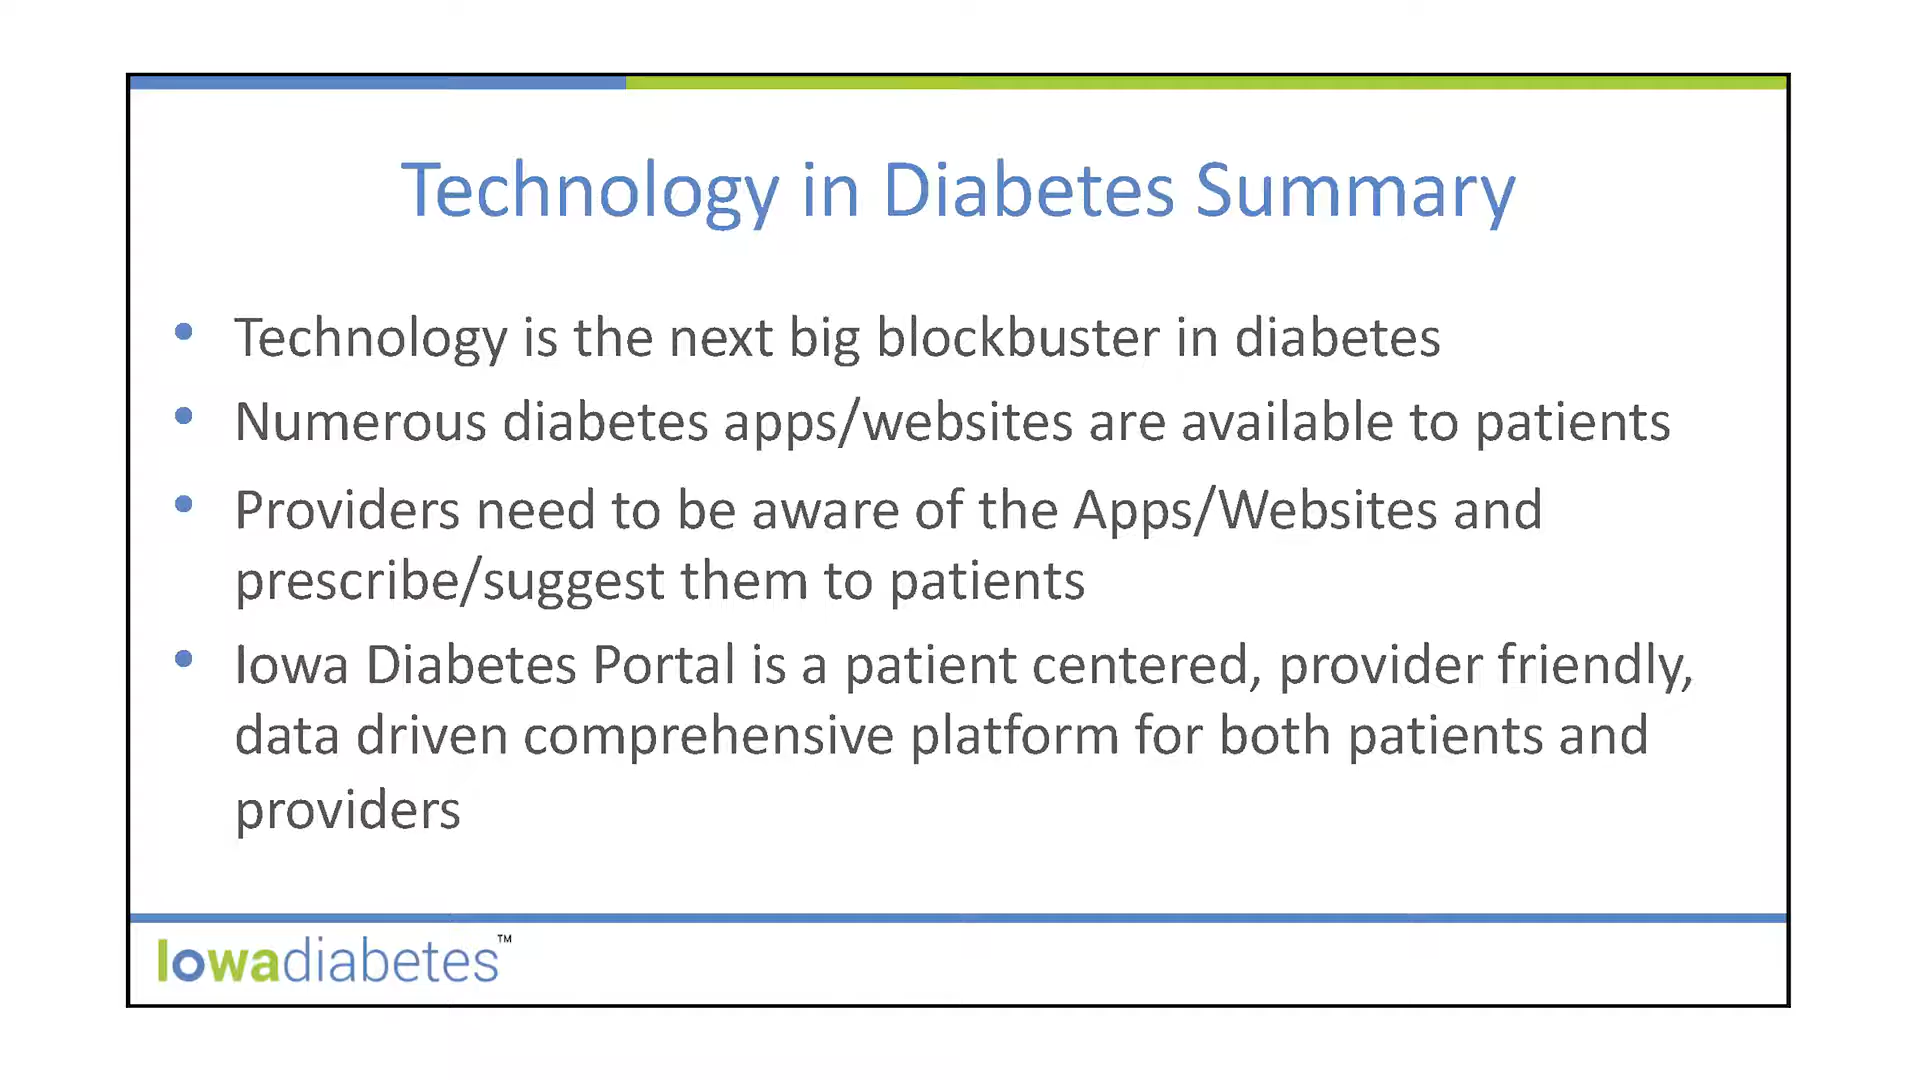 Technology in Diabetes Summary
• Technology is the next big blockbuster in diabetes
• Numerous diabetes apps/websites are available to patients
• Providers need to be aware of the Apps/Websites and
prescribe/suggest them to patients
• Iowa Diabetes Portal is a patient centered, provider friendly,
data driven comprehensive platform for both patients and
providers
Iowadiabetes™